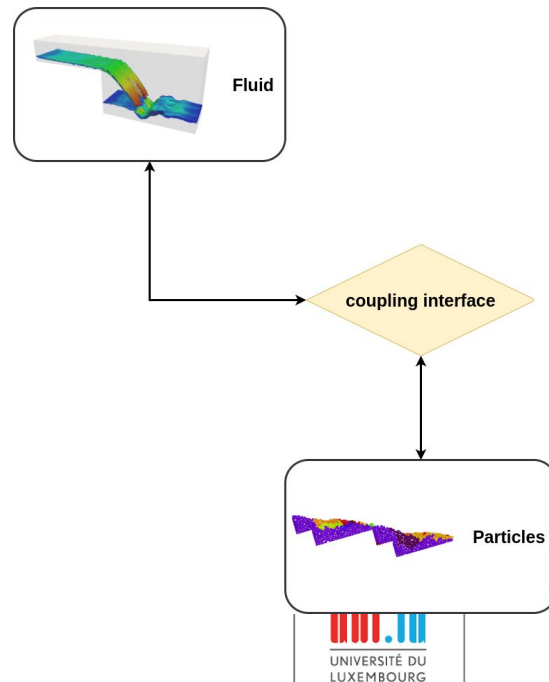 Fluid
coupling interface
Particles
UNIVERSITÉ DU
LUXEMBOURG